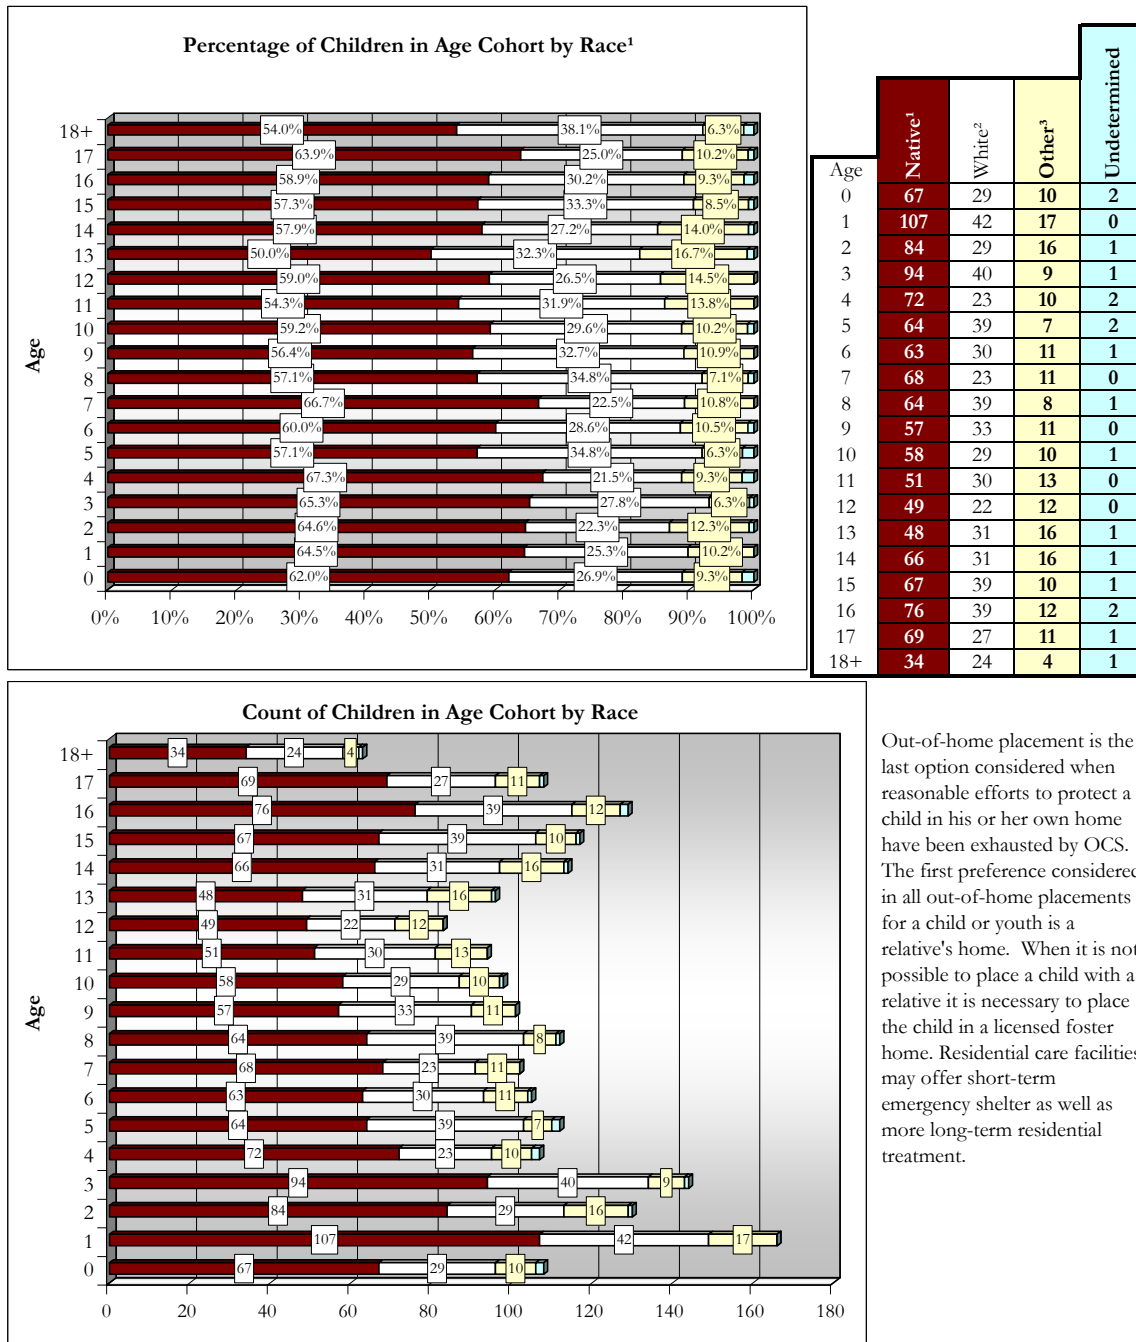 Percentage of Children in Age Cohort by Race¹
Age
18+ 54.0% 38.1% 6.3%
17 63.9% 25.0% 10.2%
16 58.9% 30.2% 9.3%
15 57.3% 33.3% 8.5%
14 57.9% 27.2% 14.0%
13 50.0% 32.3% 16.7%
12 59.0% 26.5% 14.5%
11 54.3% 31.9% 13.8%
10 59.2% 29.6% 10.2%
9 56.4% 32.7% 10.9%
8 57.1% 34.8% 7.1%
7 66.7% 22.5% 10.8%
6 60.0% 28.6% 10.5%
5 57.1% 34.8% 6.3%
4 67.3% 21.5% 9.3%
3 65.3% 27.8% 6.3%
2 64.6% 22.3% 12.3%
1 64.5% 25.3% 10.2%
0 62.0% 26.9% 9.3%
0% 10% 20% 30% 40% 50% 60% 70% 80% 90% 100%
Age Native¹ White² Other³ Undetermined
0 67 29 10 2
1 107 42 17 0
2 84 29 16 1
3 94 40 9 1
4 72 23 10 2
5 64 39 7 2
6 63 30 11 1
7 68 23 11 0
8 64 39 8 1
9 57 33 11 0
10 58 29 10 1
11 51 30 13 0
12 49 22 12 0
13 48 31 16 1
14 66 31 16 1
15 67 39 10 1
16 76 39 12 2
17 69 27 11 1
18+ 34 24 4 1
Count of Children in Age Cohort by Race
Age
18+ 34 24 4
17 69 27 11
16 76 39 12
15 67 39 10
14 66 31 16
13 48 31 16
12 49 22 12
11 51 30 13
10 58 29 10
9 57 33 11
8 64 39 8
7 68 23 11
6 63 30 11
5 64 39 7
4 72 23 10
3 94 40 9
2 84 29 16
1 107 42 17
0 67 29 10
0 20 40 60 80 100 120 140 160 180
Out-of-home placement is the
last option considered when
reasonable efforts to protect a
child in his or her own home
have been exhausted by OCS.
The first preference considered
in all out-of-home placements
for a child or youth is a
relative's home. When it is not
possible to place a child with a
relative it is necessary to place
the child in a licensed foster
home. Residential care facilities
may offer short-term
emergency shelter as well as
more long-term residential
treatment.